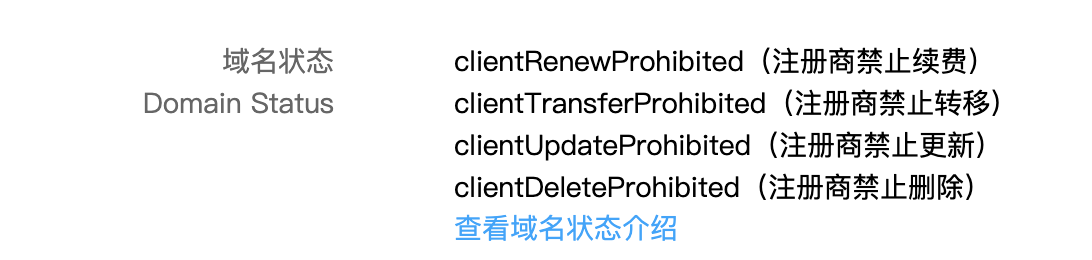 域名状态
Domain Status
clientRenewProhibited（注册商禁止续费）
clientTransferProhibited（注册商禁止转移）
clientUpdateProhibited（注册商禁止更新）
clientDeleteProhibited（注册商禁止删除）
查看域名状态介绍